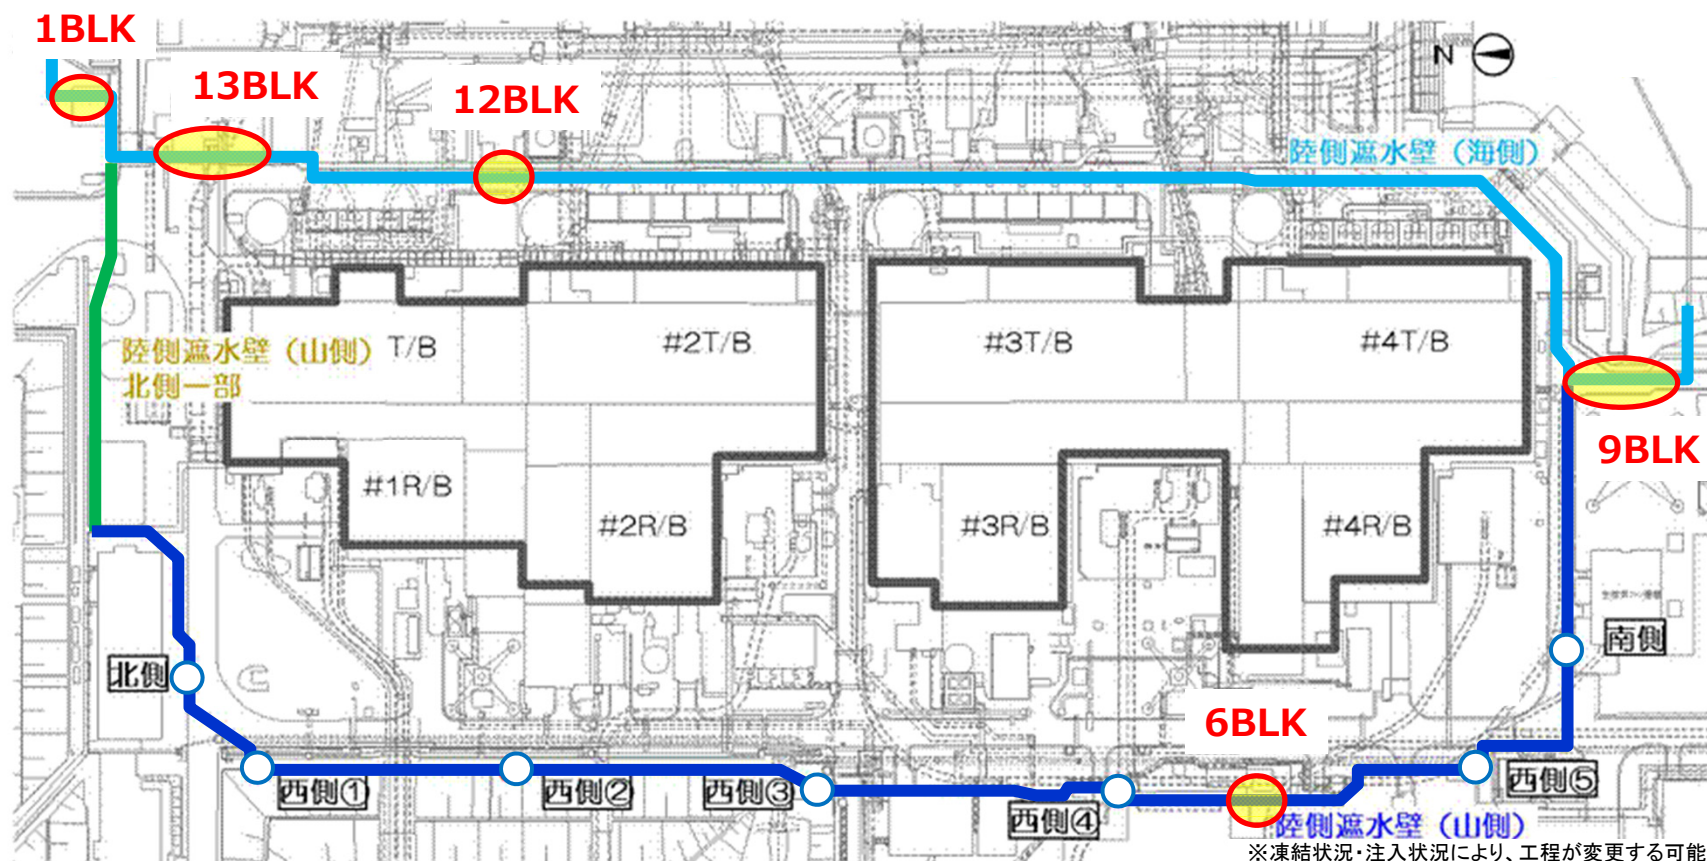 1BLK
13BLK
12BLK
N
陸側遮水壁（海側）
陸側遮水壁（山側）
北側一部
T/B
#2T/B
#3T/B
#4T/B
9BLK
#1R/B
#2R/B
#3R/B
#4R/B
北側
南側
6BLK
西側①
西側②
西側③
西側④
西側⑤
陸側遮水壁（山側）
※凍結状況・注入状況により、工程が変更する可能